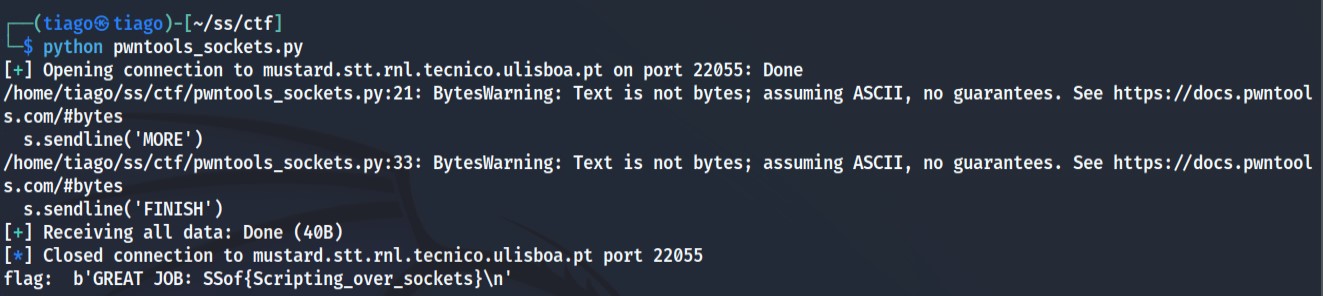 ┌──(tiago㉿tiago)-[~/ss/ctf]
└─$ python pwntools_sockets.py
[+] Opening connection to mustard.stt.rnl.tecnico.ulisboa.pt on port 22055: Done
/home/tiago/ss/ctf/pwntools_sockets.py:21: BytesWarning: Text is not bytes; assuming ASCII, no guarantees. See https://docs.pwntool
s.com/#bytes
  s.sendline('MORE')
/home/tiago/ss/ctf/pwntools_sockets.py:33: BytesWarning: Text is not bytes; assuming ASCII, no guarantees. See https://docs.pwntool
s.com/#bytes
  s.sendline('FINISH')
[+] Receiving all data: Done (40B)
[*] Closed connection to mustard.stt.rnl.tecnico.ulisboa.pt port 22055
flag:  b'GREAT JOB: SSof{Scripting_over_sockets}\n'